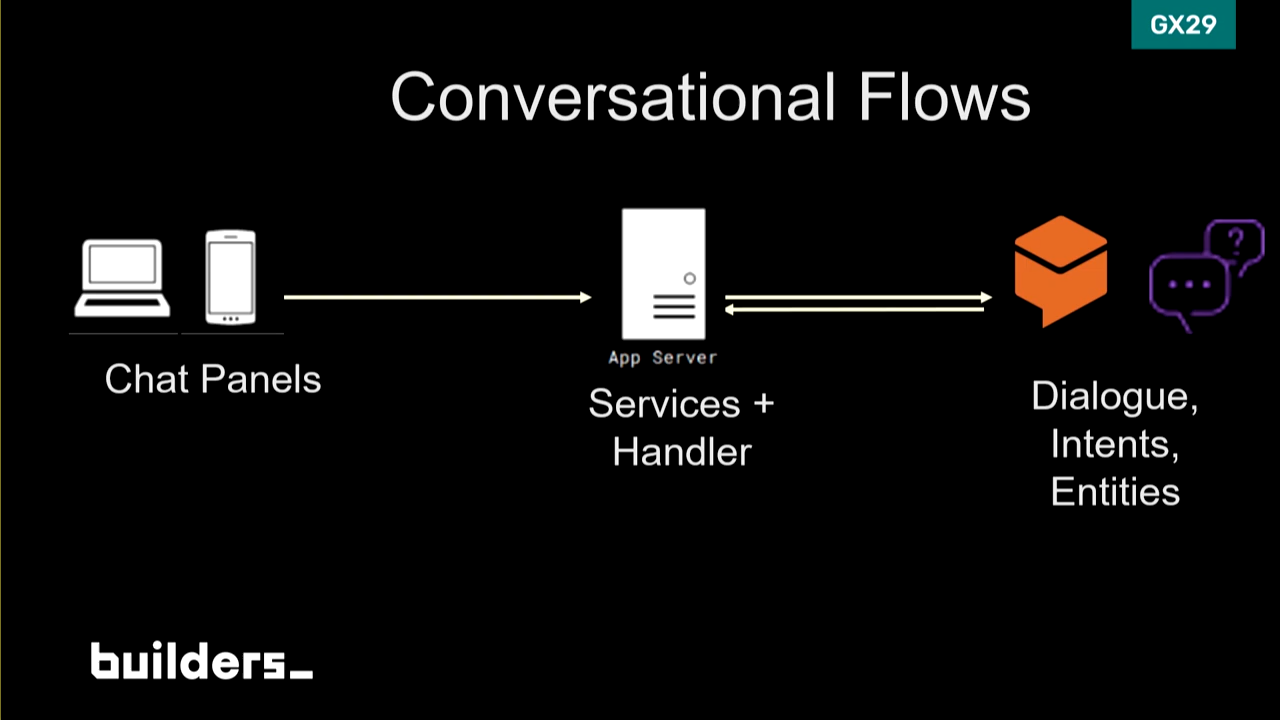 GX29
Conversational Flows
Chat Panels
App Server
Services +
Handler
?
Dialogue,
Intents,
Entities
builders_